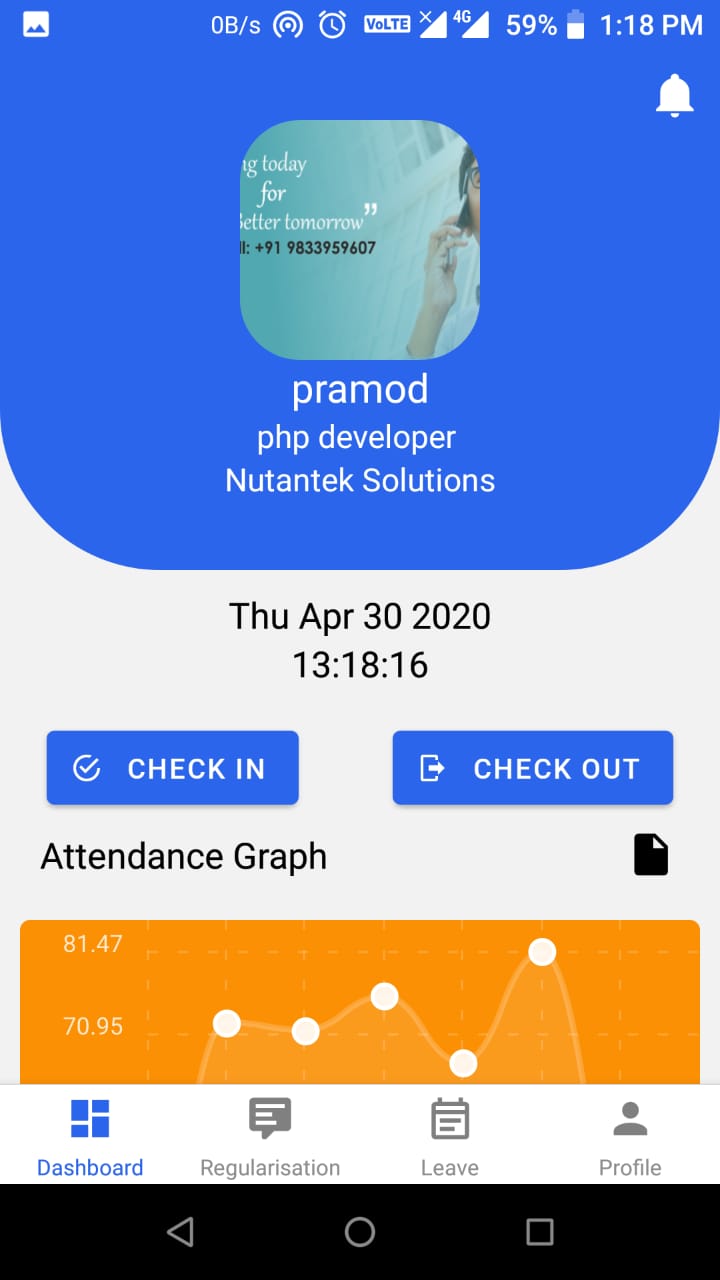 0B/s VoLTE 4G 59% 1:18 PM
ng today
for
Better tomorrow”
ll: +91 9833959607
pramod
php developer
Nutantek Solutions
Thu Apr 30 2020
13:18:16
CHECK IN CHECK OUT
Attendance Graph
81.47
70.95
Dashboard Regularisation Leave Profile